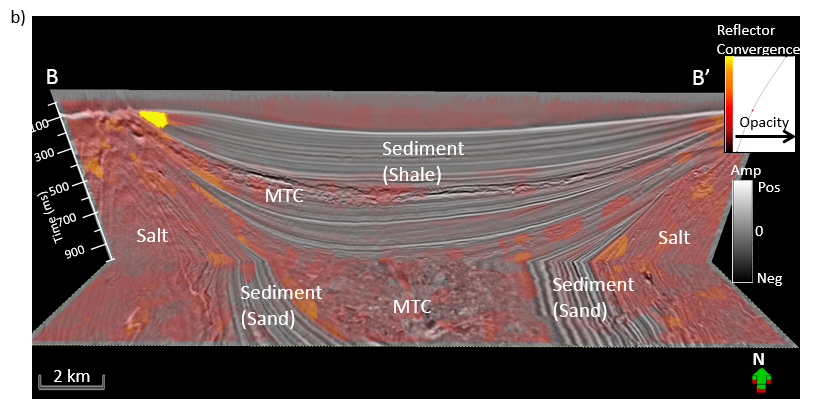 b)
Reflector
Convergence
B
B'
100
Opacity
Sediment
(Shale)
300
Amp
MTC
Pos
500
Time (ms)
700
Salt
0
Salt
900
Neg
Sediment
(Sand)
MTC
Sediment
(Sand)
N
2 km